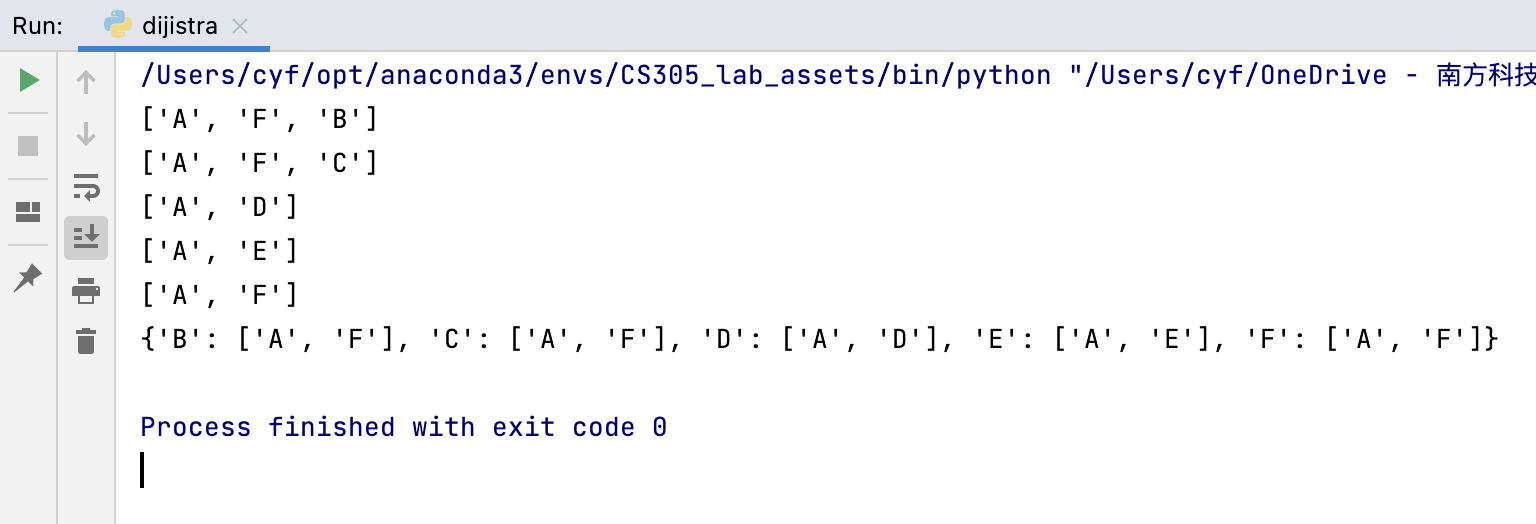 Run: dijistra
/Users/cyf/opt/anaconda3/envs/CS305_lab_assets/bin/python "/Users/cyf/OneDrive - 南方科技
['A', 'F', 'B']
['A', 'F', 'C']
['A', 'D']
['A', 'E']
['A', 'F']
{'B': ['A', 'F'], 'C': ['A', 'F'], 'D': ['A', 'D'], 'E': ['A', 'E'], 'F': ['A', 'F']}
Process finished with exit code 0